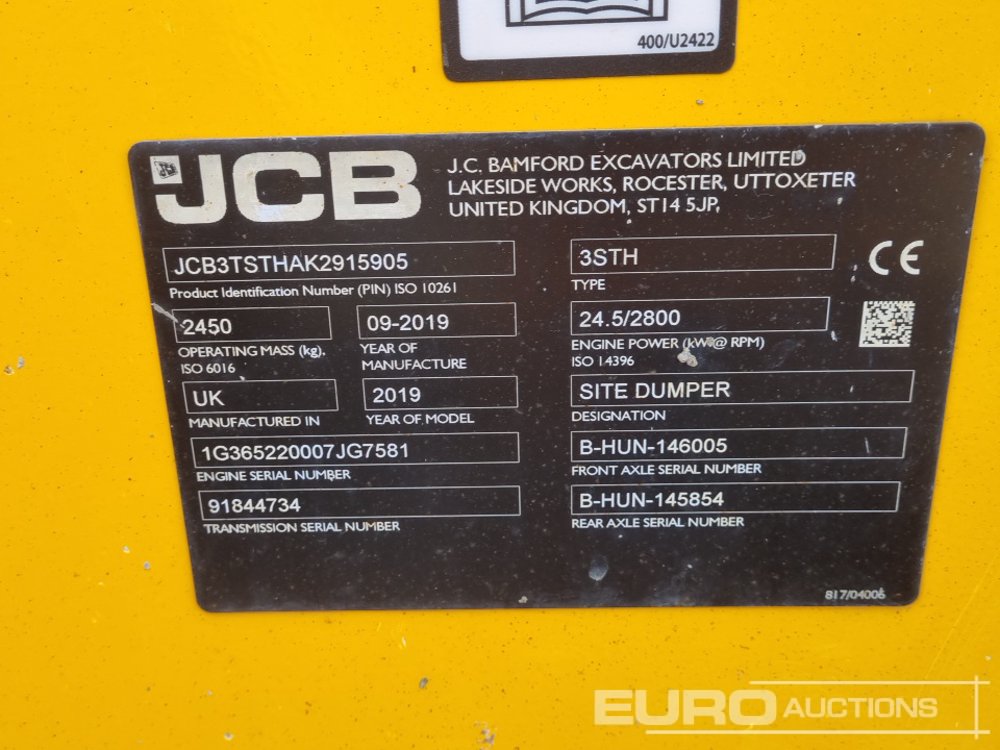 400/U2422
JCB
J.C. BAMFORD EXCAVATORS LIMITED
LAKESIDE WORKS, ROCESTER, UTTOXETER
UNITED KINGDOM, ST14 5JP,
JCB3TSTHAK2915905
Product Identification Number (PIN) ISO 10261
3STH
TYPE
CE
2450
OPERATING MASS (kg),
ISO 6016
09-2019
YEAR OF
MANUFACTURE
24.5/2800
ENGINE POWER (kW@ RPM)
ISO 14396
UK
MANUFACTURED IN
2019
YEAR OF MODEL
SITE DUMPER
DESIGNATION
1G365220007JG7581
ENGINE SERIAL NUMBER
B-HUN-146005
FRONT AXLE SERIAL NUMBER
91844734
TRANSMISSION SERIAL NUMBER
B-HUN-145854
REAR AXLE SERIAL NUMBER
817/04006
EURO AUCTIONS